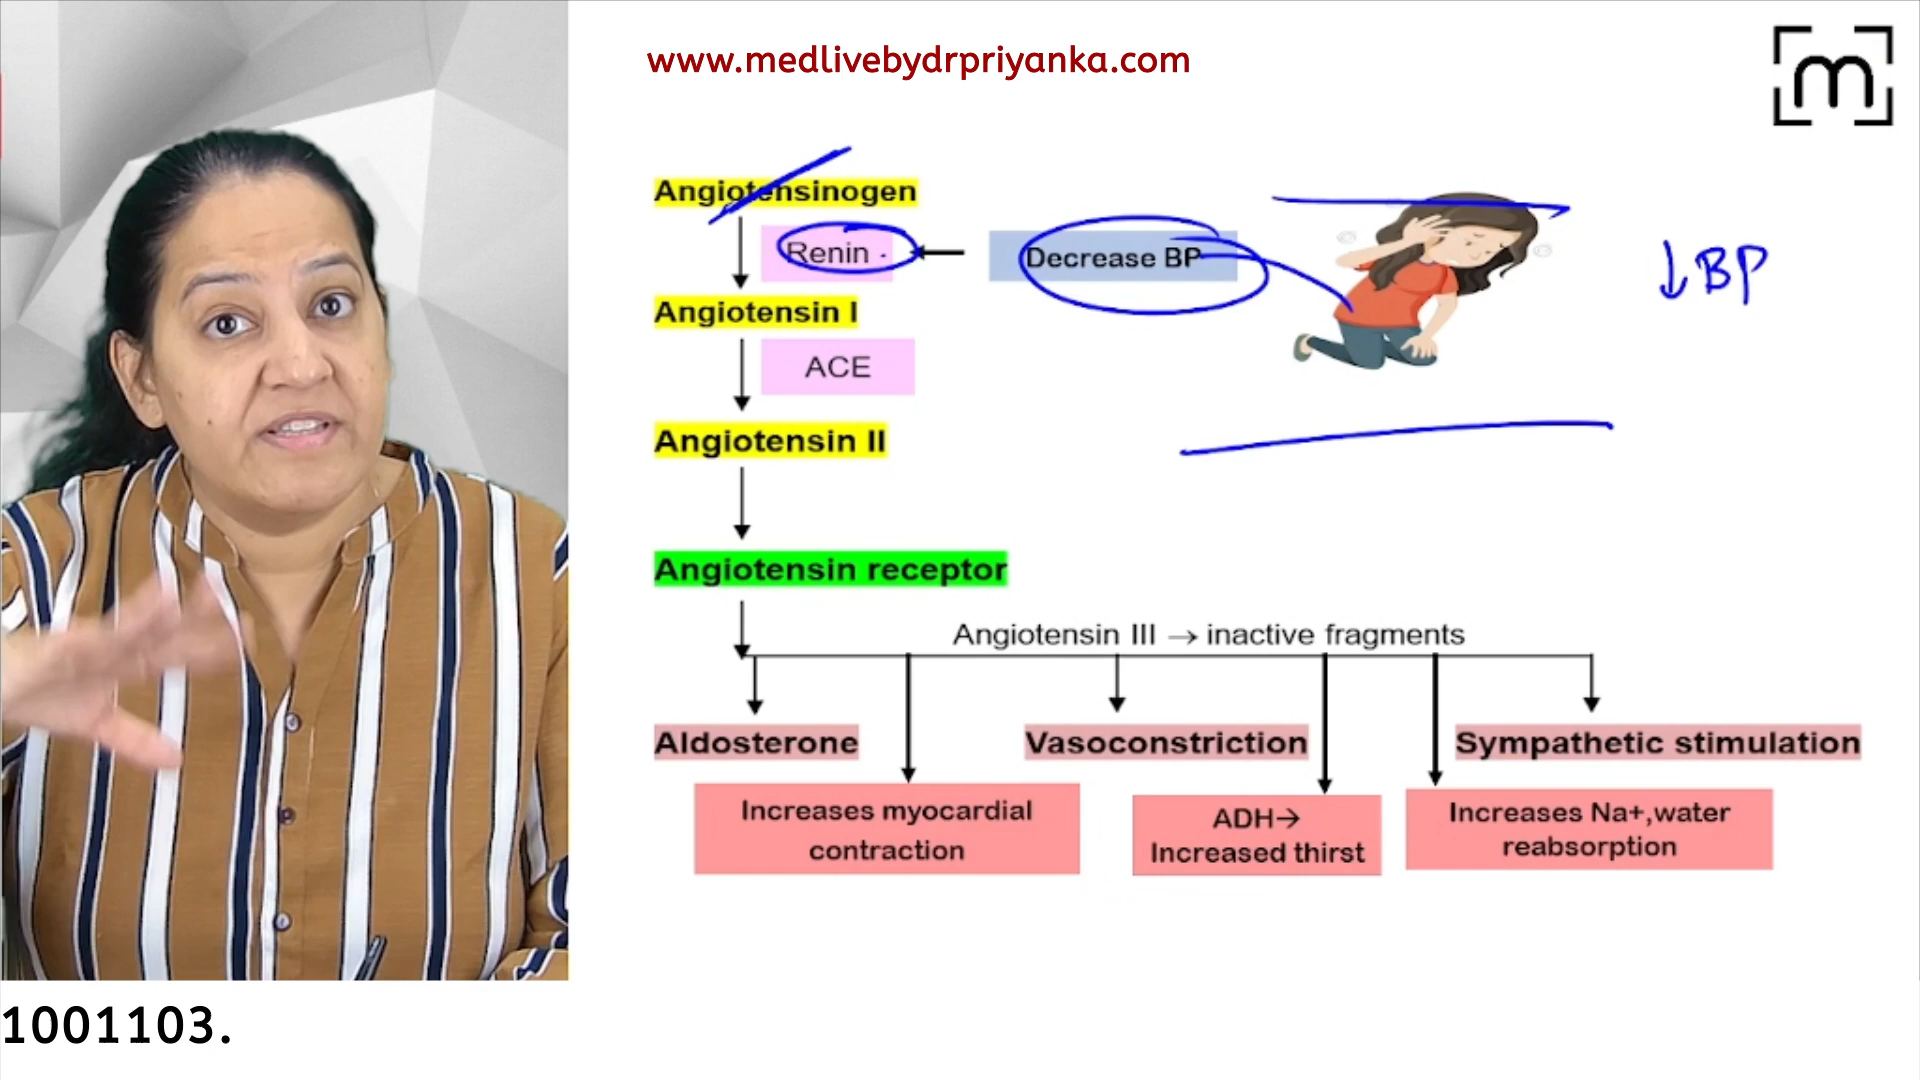 www.medlivebydrpriyanka.com
m
Angiotensinogen
Renin
Decrease BP
↓BP
Angiotensin I
ACE
Angiotensin II
Angiotensin receptor
Angiotensin III → inactive fragments
Aldosterone
Vasoconstriction
Sympathetic stimulation
Increases myocardial
contraction
ADH→
Increased thirst
Increases Na+,water
reabsorption
1001103.